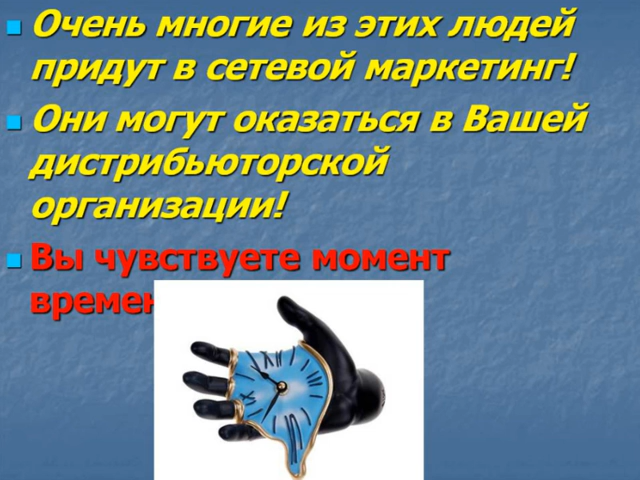 Очень многие из этих людей
придут в сетевой маркетинг!
Они могут оказаться в Вашей
дистрибьюторской
организации!
Вы чувствуете момент